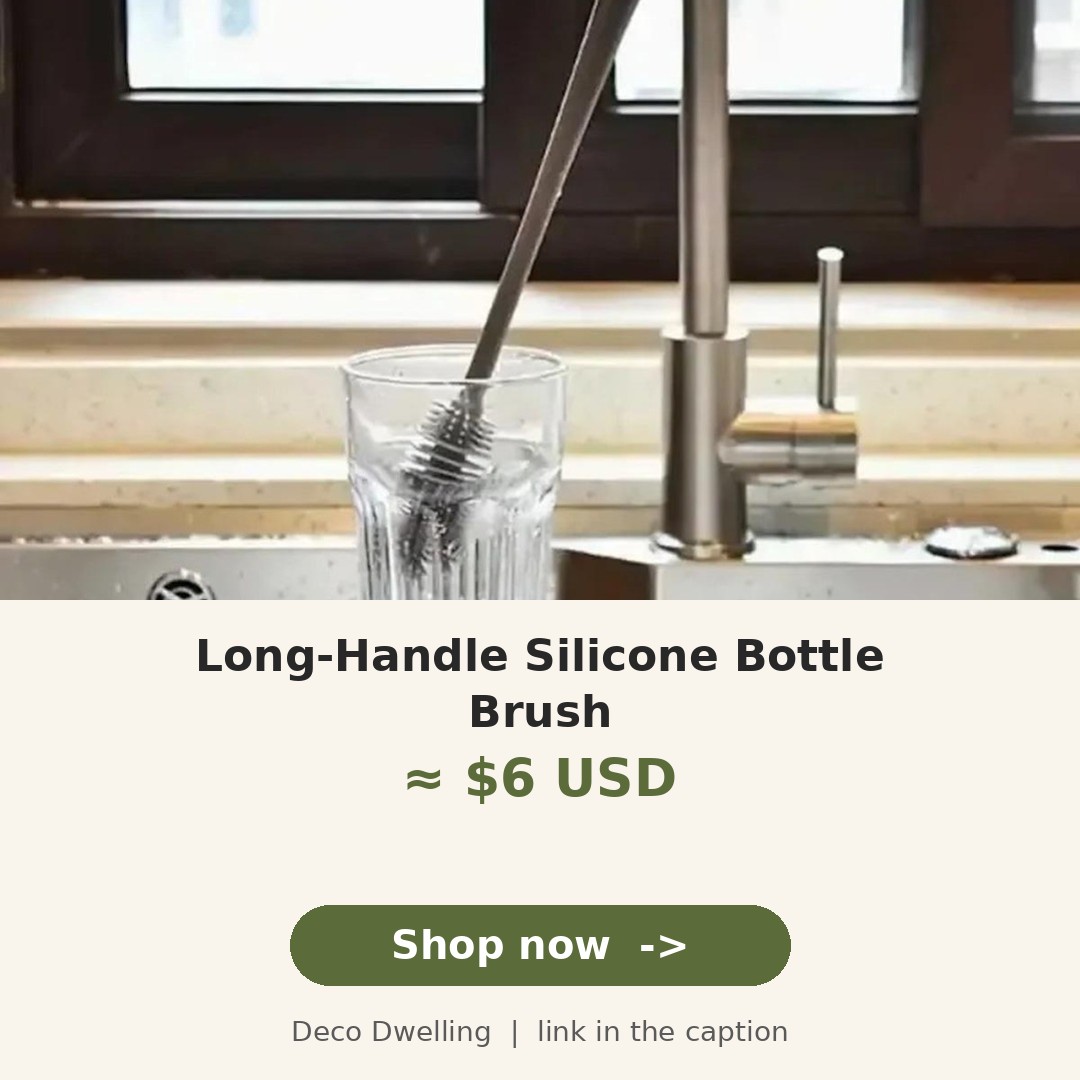 Long-Handle Silicone Bottle
Brush
≈ $6 USD
Shop now  ->
Deco Dwelling  |  link in the caption